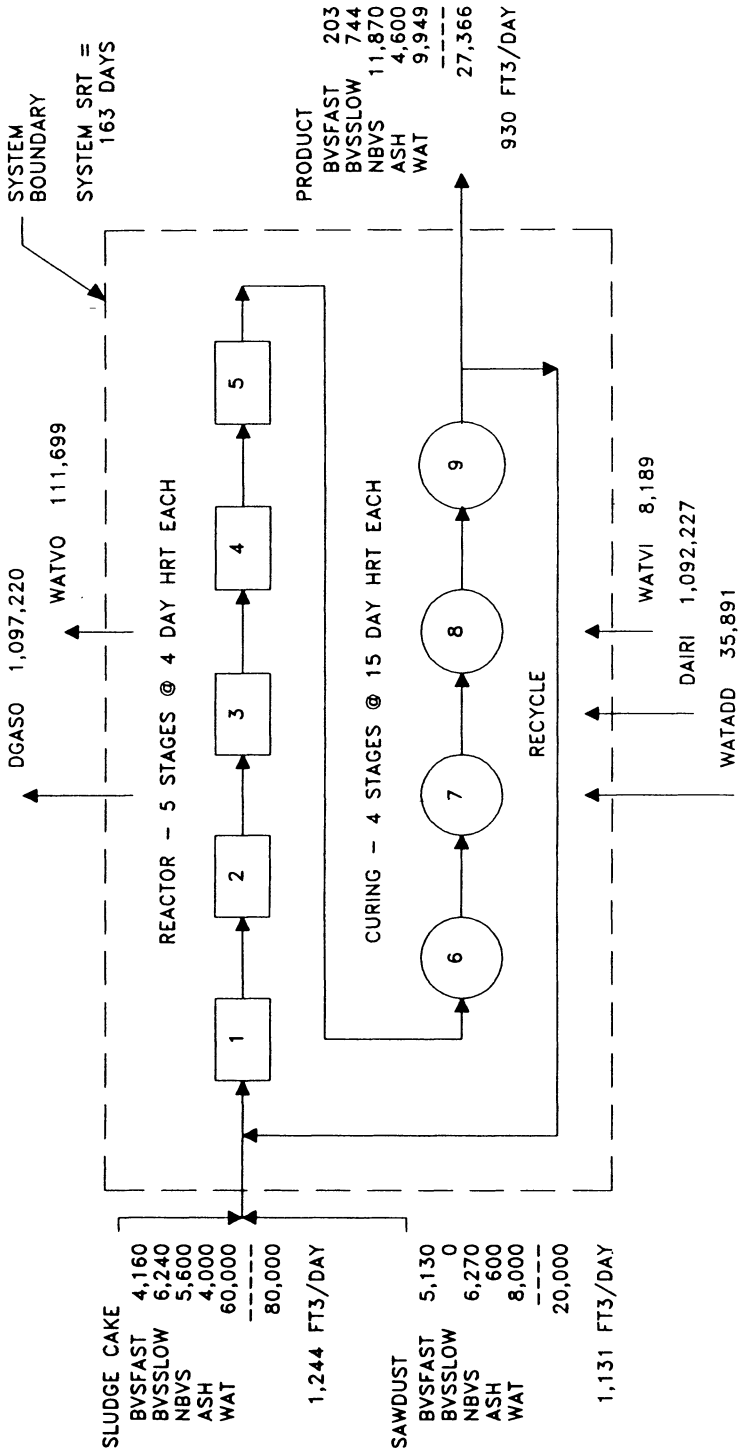 SYSTEM
BOUNDARY
SYSTEM SRT =
163 DAYS
DGASO 1,097,220
WATVO 111,699
SLUDGE CAKE
BVSFAST 4,160
BVSSLOW 6,240
NBVS 5,600
ASH 4,000
WAT 60,000
-----
80,000
1,244 FT3/DAY
SAWDUST
BVSFAST 5,130
BVSSLOW 0
NBVS 6,270
ASH 600
WAT 8,000
----
20,000
1,131 FT3/DAY
REACTOR – 5 STAGES @ 4 DAY HRT EACH
1
2
3
4
5
CURING – 4 STAGES @ 15 DAY HRT EACH
6
7
8
9
RECYCLE
PRODUCT
BVSFAST 203
BVSSLOW 744
NBVS 11,870
ASH 4,600
WAT 9,949
----
27,366
930 FT3/DAY
WATVI 8,189
DAIRI 1,092,227
WATADD 35,891